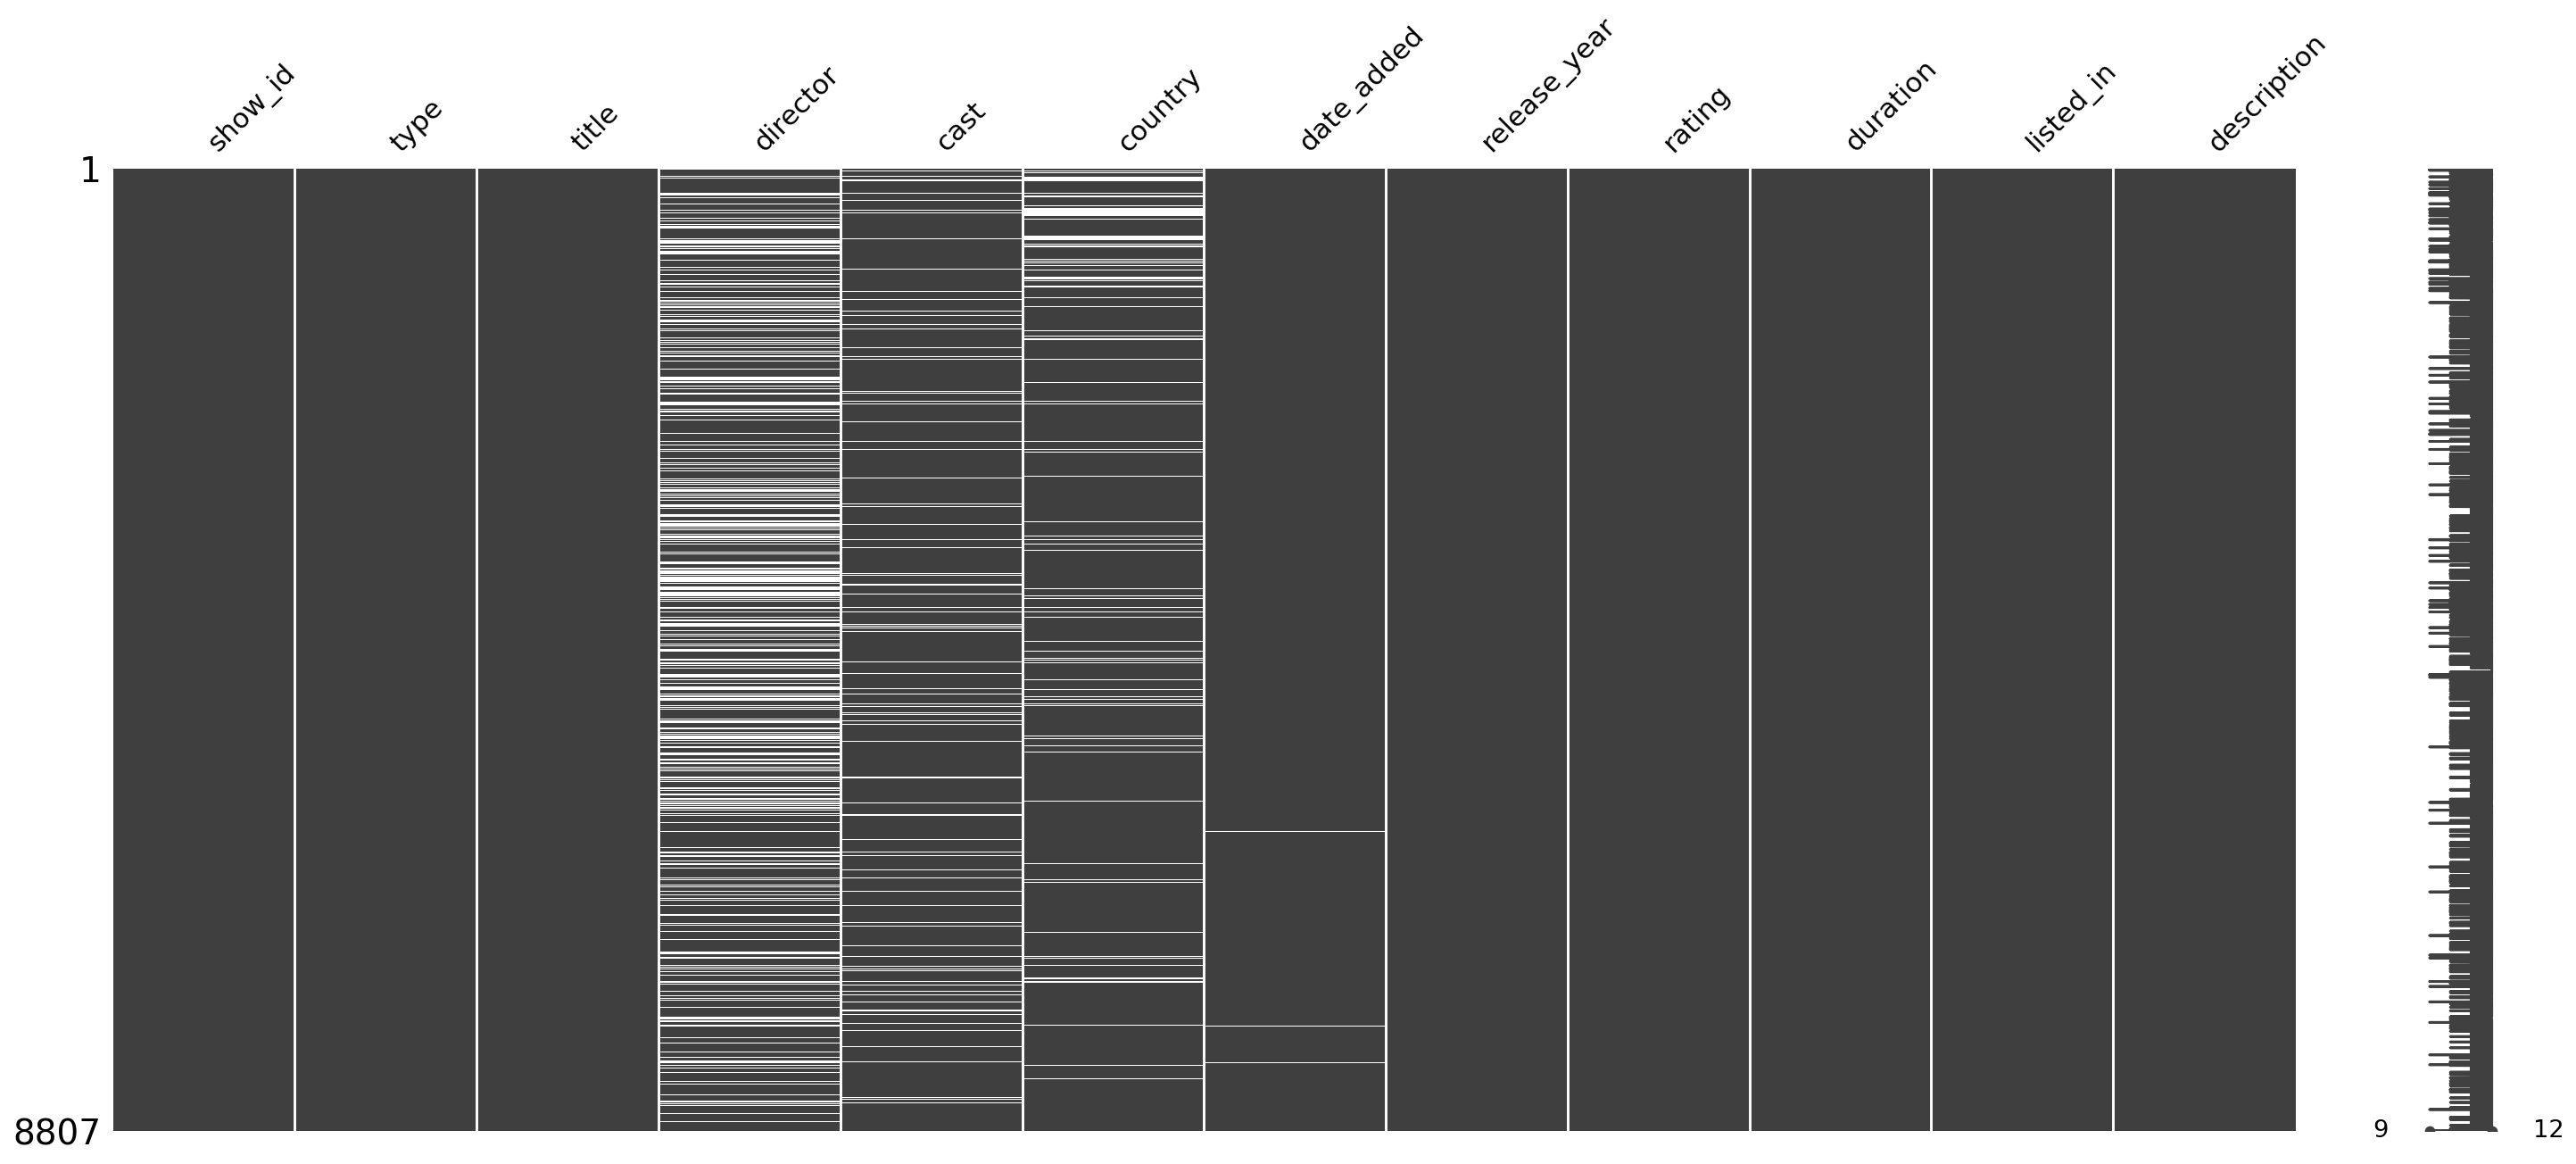 show_id
type
title
director
cast
country
date_added
release_year
rating
duration
listed_in
description
1
8807
9
12